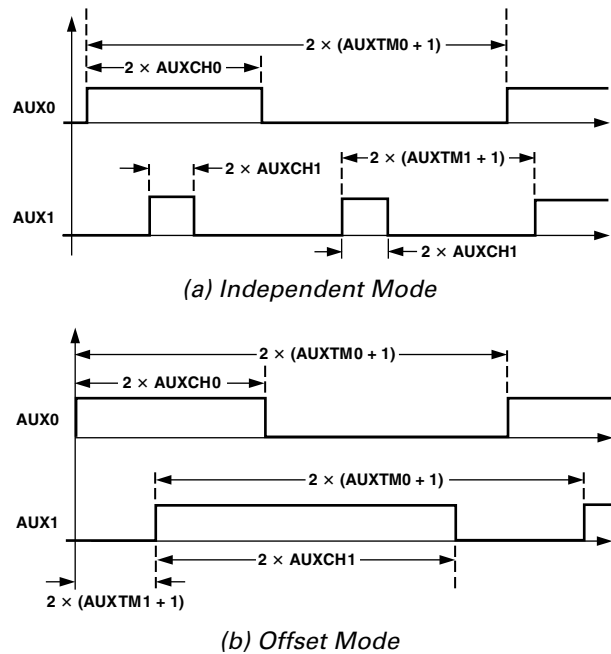 2 × (AUXTM0 + 1)
2 × AUXCH0
AUX0
2 × AUXCH1
2 × (AUXTM1 + 1)
AUX1
2 × AUXCH1
(a) Independent Mode
2 × (AUXTM0 + 1)
2 × AUXCH0
AUX0
2 × (AUXTM0 + 1)
AUX1
2 × AUXCH1
2 × (AUXTM1 + 1)
(b) Offset Mode